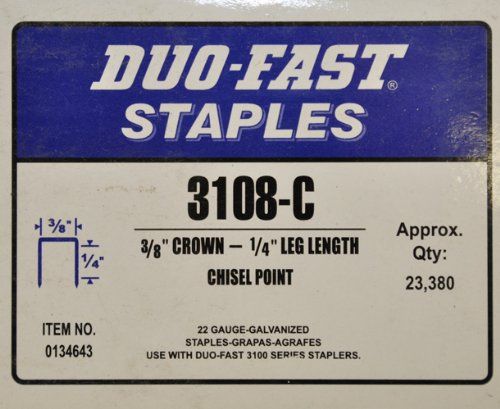 DUO-FAST®
STAPLES
3108-C
3/8" CROWN – 1/4" LEG LENGTH
CHISEL POINT
3/8"
1/4"
Approx.
Qty:
23,380
ITEM NO.
0134643
22 GAUGE-GALVANIZED
STAPLES-GRAPAS-AGRAFES
USE WITH DUO-FAST 3100 SERIES STAPLERS.